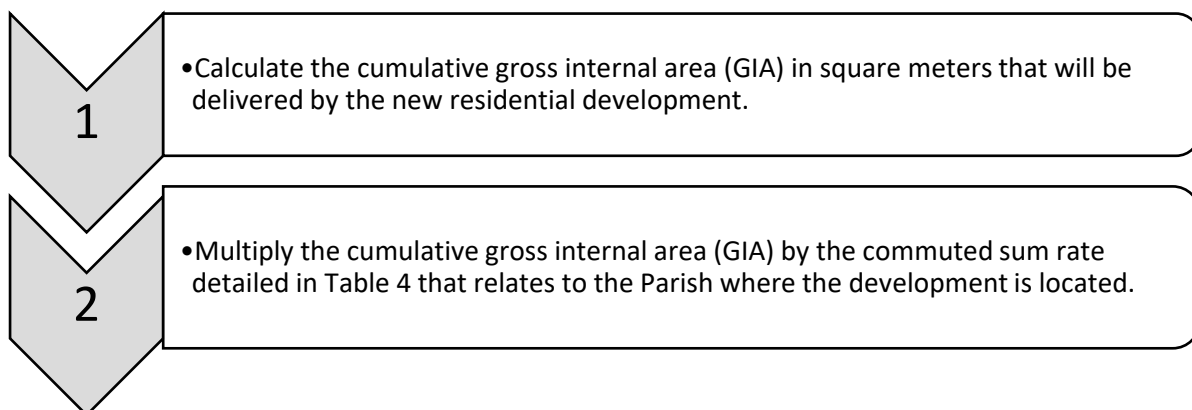 1
•Calculate the cumulative gross internal area (GIA) in square meters that will be
delivered by the new residential development.
2
•Multiply the cumulative gross internal area (GIA) by the commuted sum rate
detailed in Table 4 that relates to the Parish where the development is located.